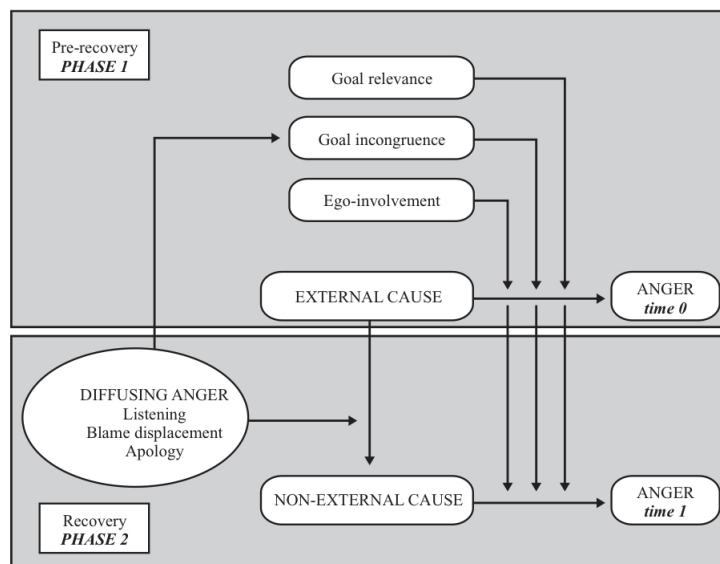 Pre-recovery
PHASE 1
Goal relevance
Goal incongruence
Ego-involvement
EXTERNAL CAUSE
ANGER
time 0
DIFFUSING ANGER
Listening
Blame displacement
Apology
NON-EXTERNAL CAUSE
ANGER
time 1
Recovery
PHASE 2